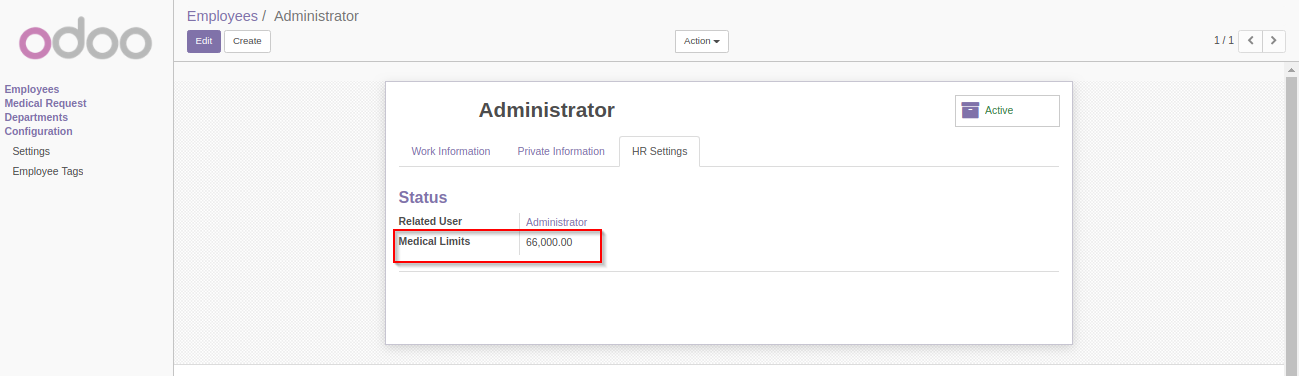 odoo
Employees / Administrator
Edit Create Action 1 / 1
Employees
Medical Request
Departments
Configuration
Settings
Employee Tags
Administrator
Active
Work Information Private Information HR Settings
Status
Related User Administrator
Medical Limits 66,000.00